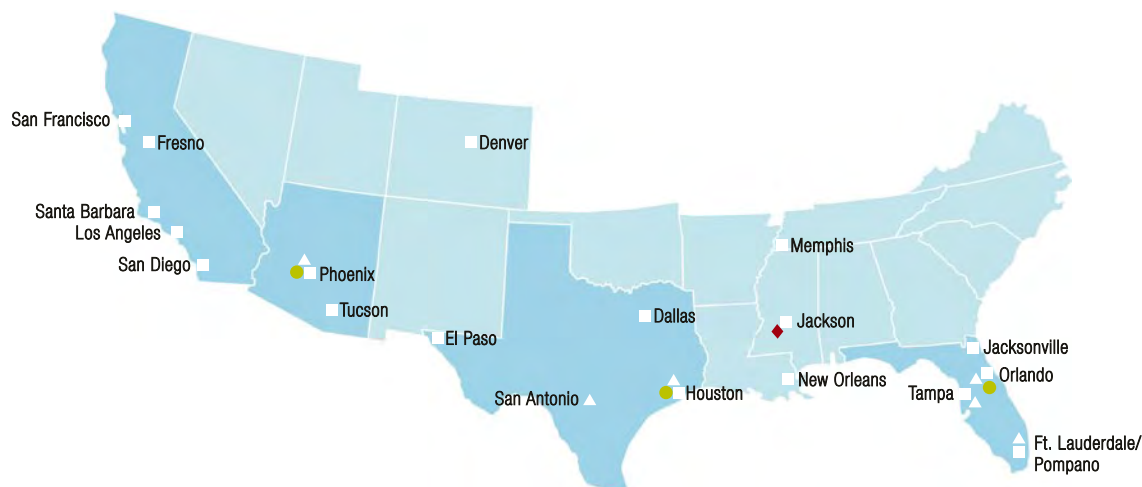 San Francisco
Fresno
Denver
Santa Barbara
Los Angeles
San Diego
Memphis
Phoenix
Tucson
Dallas
Jackson
El Paso
Jacksonville
Orlando
New Orleans
San Antonio
Houston
Tampa
Ft. Lauderdale/
Pompano